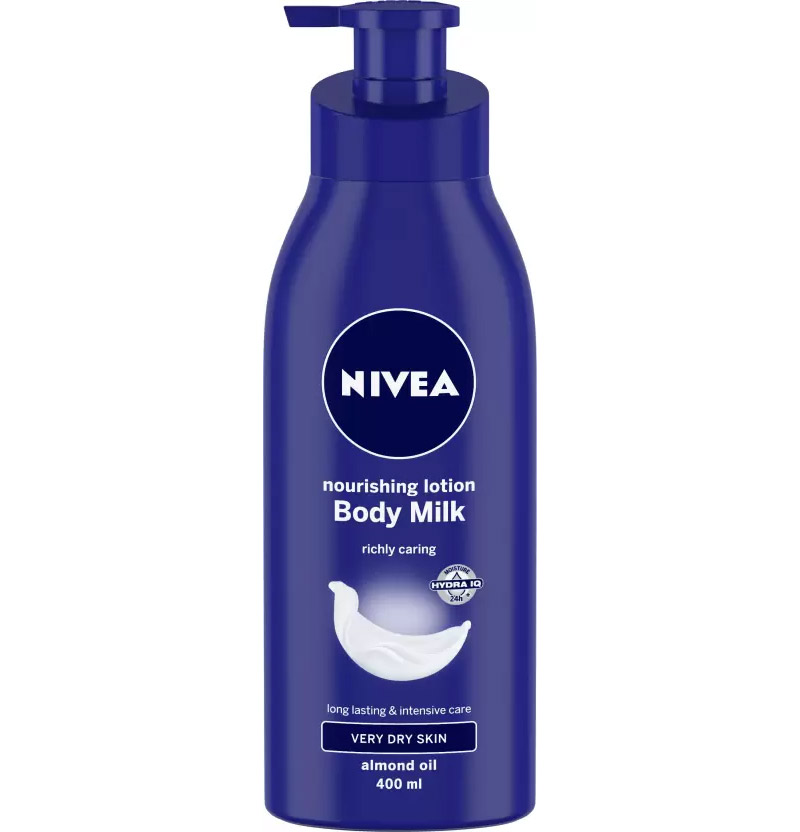 NIVEA
nourishing lotion
Body Milk
richly caring
MOISTURE
HYDRA IQ
24h+
long lasting & intensive care
VERY DRY SKIN
almond oil
400 ml